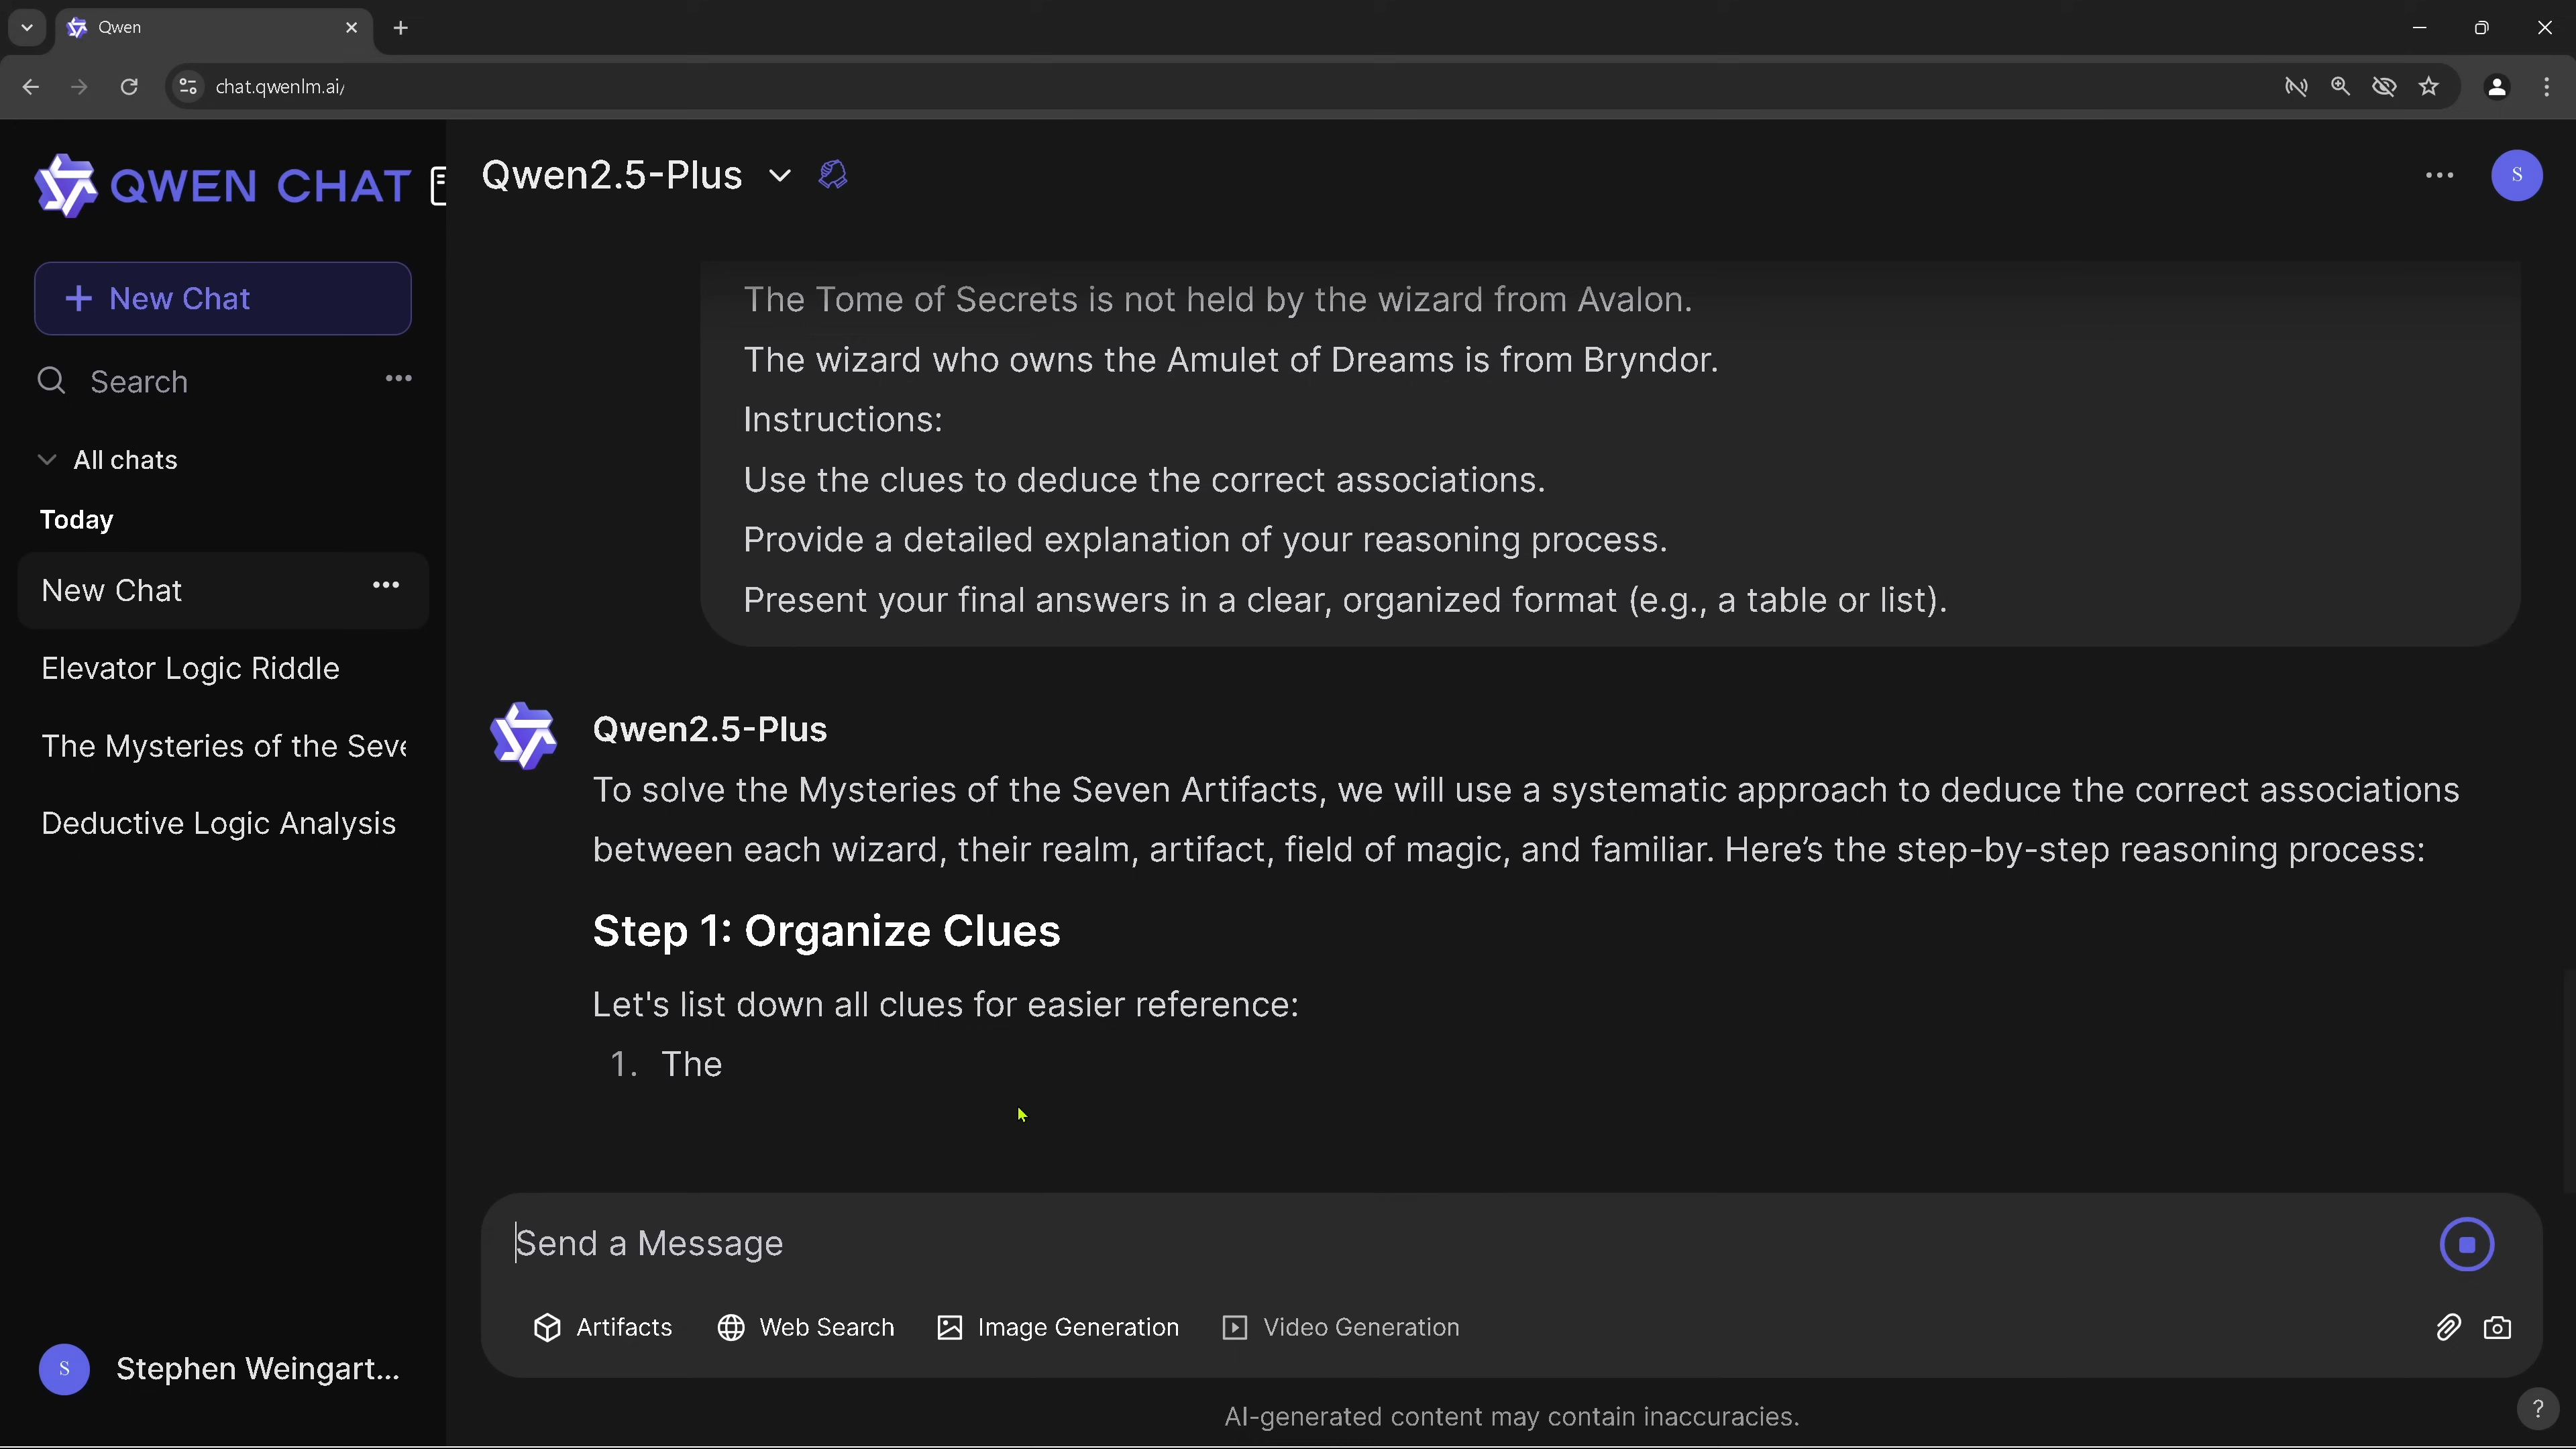 Qwen
chat.qwenlm.ai/
QWEN CHAT
Qwen2.5-Plus
S
New Chat
Search
All chats
Today
New Chat
Elevator Logic Riddle
The Mysteries of the Seve
Deductive Logic Analysis
The Tome of Secrets is not held by the wizard from Avalon.
The wizard who owns the Amulet of Dreams is from Bryndor.
Instructions:
Use the clues to deduce the correct associations.
Provide a detailed explanation of your reasoning process.
Present your final answers in a clear, organized format (e.g., a table or list).
Qwen2.5-Plus
To solve the Mysteries of the Seven Artifacts, we will use a systematic approach to deduce the correct associations
between each wizard, their realm, artifact, field of magic, and familiar. Here’s the step-by-step reasoning process:
Step 1: Organize Clues
Let's list down all clues for easier reference:
1. The
Send a Message
Artifacts Web Search Image Generation Video Generation
S Stephen Weingart...
AI-generated content may contain inaccuracies.
?